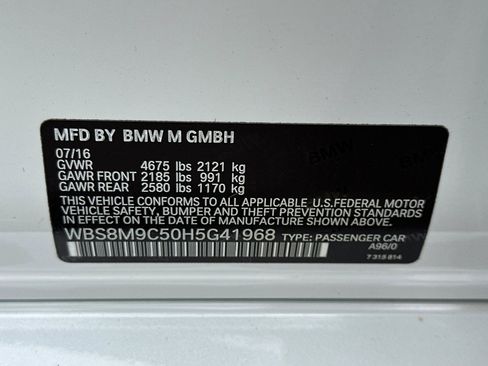 MFD BY BMW M GMBH
07/16
GVWR 4675 lbs 2121 kg
GAWR FRONT 2185 lbs 991 kg
GAWR REAR 2580 lbs 1170 kg
THIS VEHICLE CONFORMS TO ALL APPLICABLE U.S.FEDERAL MOTOR
VEHICLE SAFETY, BUMPER AND THEFT PREVENTION STANDARDS
IN EFFECT ON THE DATE OF MANUFACTURE SHOWN ABOVE.
WBS8M9C50H5G41968 TYPE: PASSENGER CAR
A96/0
7 315 814